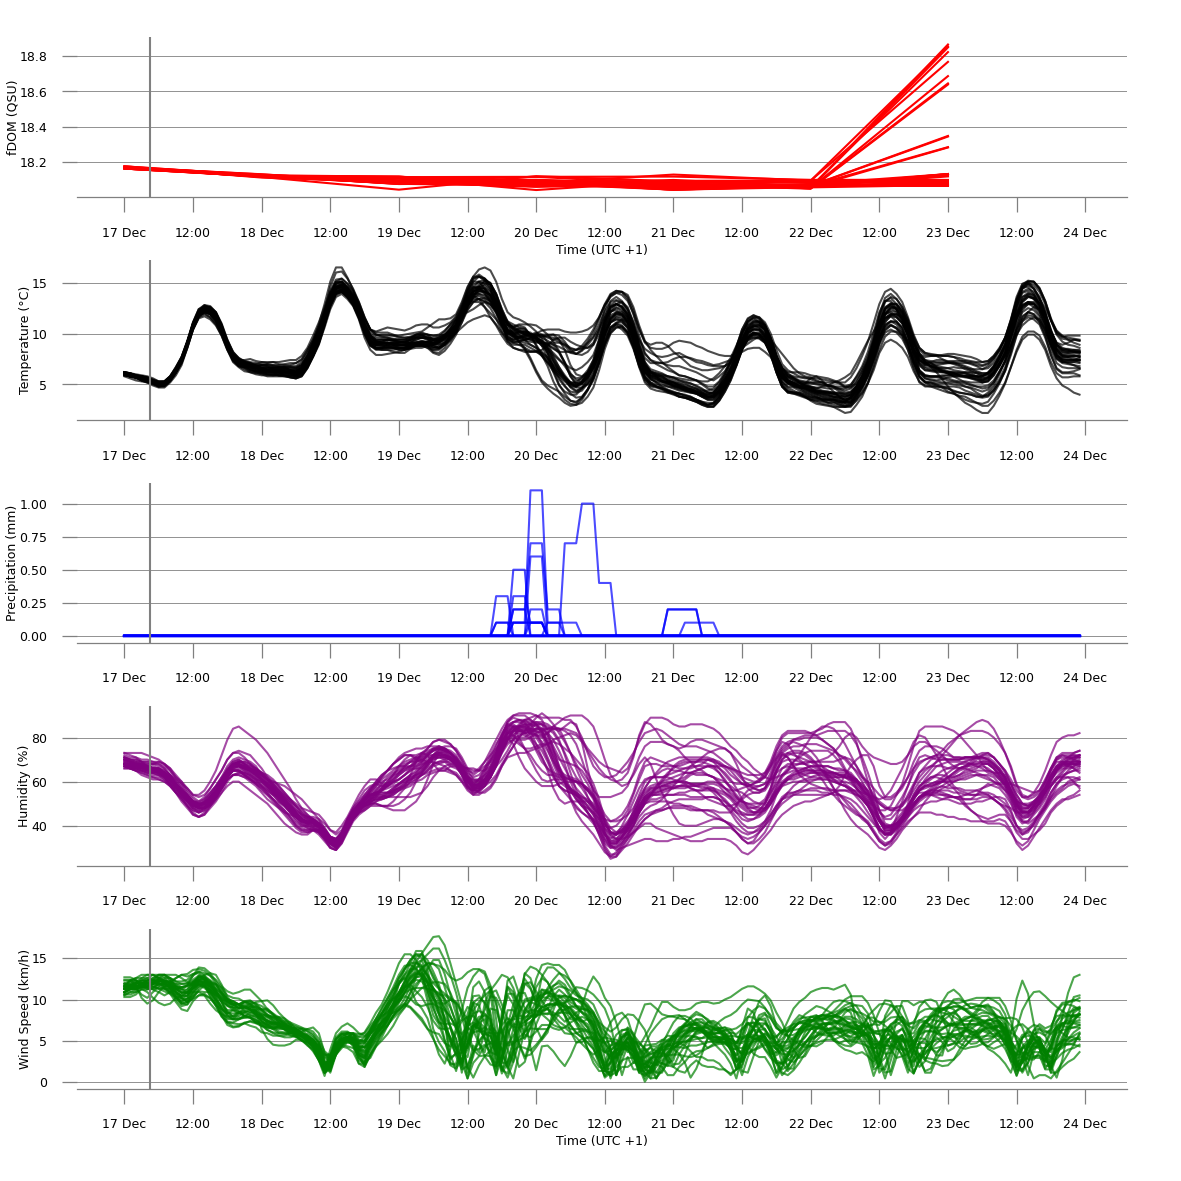 fDOM (QSU)
18.8
18.6
18.4
18.2
17 Dec 12:00 18 Dec 12:00 19 Dec 12:00 20 Dec 12:00 21 Dec 12:00 22 Dec 12:00 23 Dec 12:00 24 Dec
Time (UTC +1)
Temperature (°C)
15
10
5
17 Dec 12:00 18 Dec 12:00 19 Dec 12:00 20 Dec 12:00 21 Dec 12:00 22 Dec 12:00 23 Dec 12:00 24 Dec
Precipitation (mm)
1.00
0.75
0.50
0.25
0.00
17 Dec 12:00 18 Dec 12:00 19 Dec 12:00 20 Dec 12:00 21 Dec 12:00 22 Dec 12:00 23 Dec 12:00 24 Dec
Humidity (%)
80
60
40
17 Dec 12:00 18 Dec 12:00 19 Dec 12:00 20 Dec 12:00 21 Dec 12:00 22 Dec 12:00 23 Dec 12:00 24 Dec
Wind Speed (km/h)
15
10
5
0
17 Dec 12:00 18 Dec 12:00 19 Dec 12:00 20 Dec 12:00 21 Dec 12:00 22 Dec 12:00 23 Dec 12:00 24 Dec
Time (UTC +1)